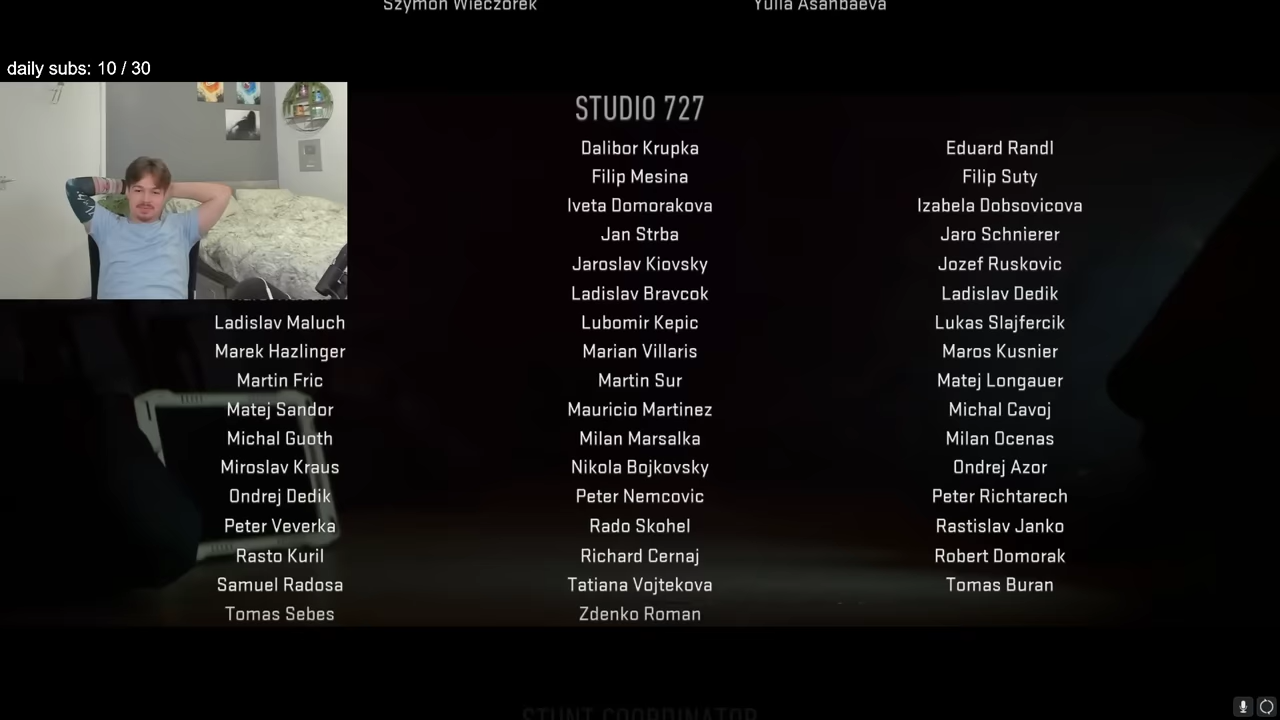 Szymon Wieczorek Yulia Asanbaeva
daily subs: 10 / 30
STUDIO 727
Dalibor Krupka Eduard Randl
Filip Mesina Filip Suty
Iveta Domorakova Izabela Dobsovicova
Jan Strba Jaro Schnierer
Jaroslav Kiovsky Jozef Ruskovic
Ladislav Bravcok Ladislav Dedik
Ladislav Maluch Lubomir Kepic Lukas Slajfercik
Marek Hazlinger Marian Villaris Maros Kusnier
Martin Fric Martin Sur Matej Longauer
Matej Sandor Mauricio Martinez Michal Cavoj
Michal Guoth Milan Marsalka Milan Ocenas
Miroslav Kraus Nikola Bojkovsky Ondrej Azor
Ondrej Dedik Peter Nemcovic Peter Richtarech
Peter Veverka Rado Skohel Rastislav Janko
Rasto Kuril Richard Cernaj Robert Domorak
Samuel Radosa Tatiana Vojtekova Tomas Buran
Tomas Sebes Zdenko Roman
STUNT COORDINATOR